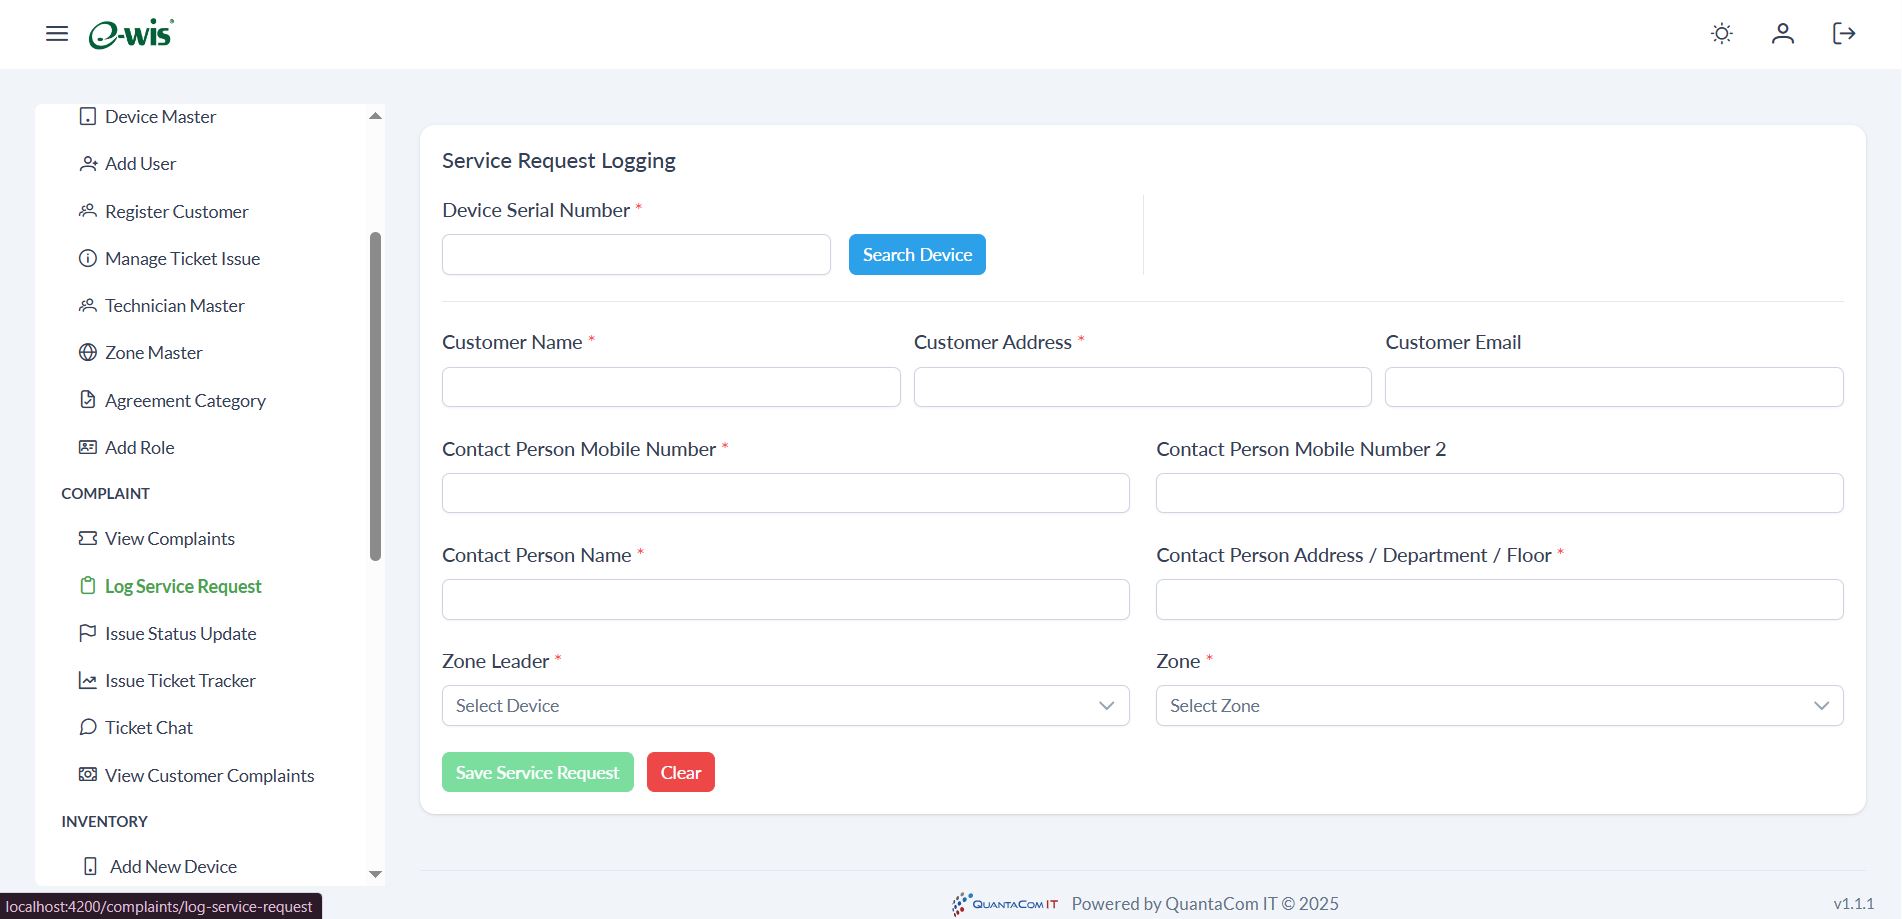 e-wis®
Device Master
Add User
Register Customer
Manage Ticket Issue
Technician Master
Zone Master
Agreement Category
Add Role
COMPLAINT
View Complaints
Log Service Request
Issue Status Update
Issue Ticket Tracker
Ticket Chat
View Customer Complaints
INVENTORY
Add New Device
Service Request Logging
Device Serial Number *
Search Device
Customer Name * Customer Address * Customer Email
Contact Person Mobile Number * Contact Person Mobile Number 2
Contact Person Name * Contact Person Address / Department / Floor *
Zone Leader * Zone *
Select Device Select Zone
Save Service Request Clear
QUANTACOM IT Powered by QuantaCom IT © 2025 v1.1.1
localhost:4200/complaints/log-service-request